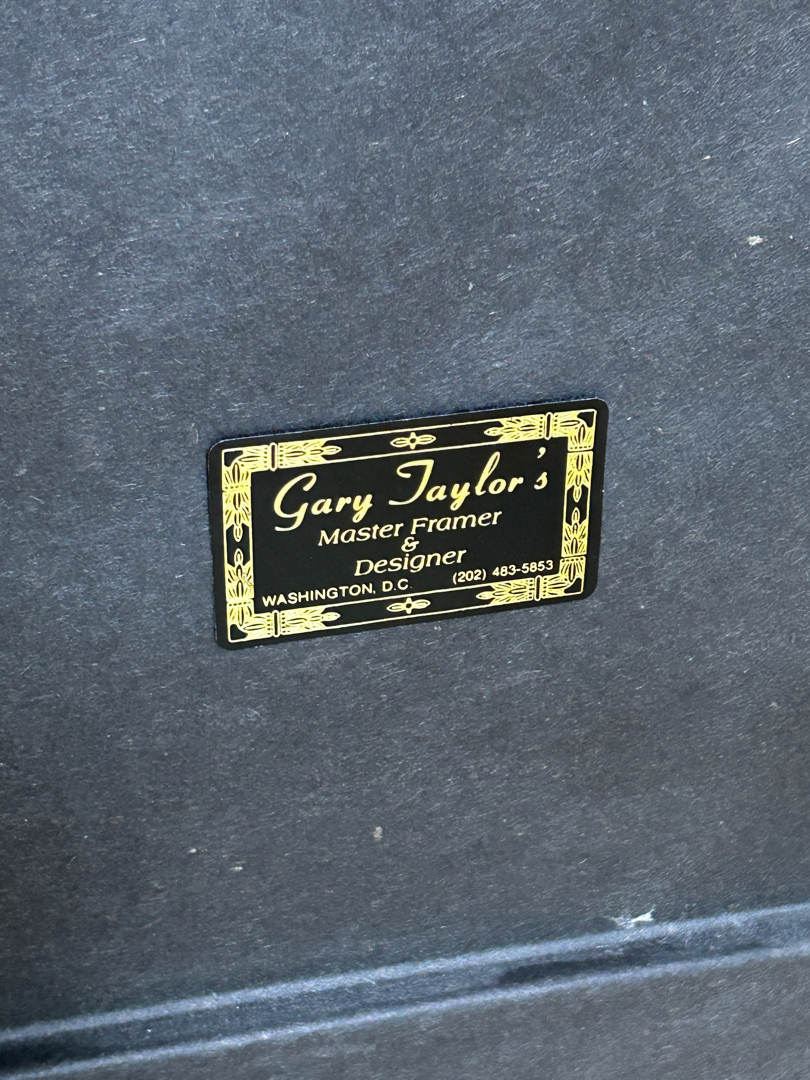 Gary Taylor's
Master Framer
&
Designer
WASHINGTON, D.C. (202) 483-5853